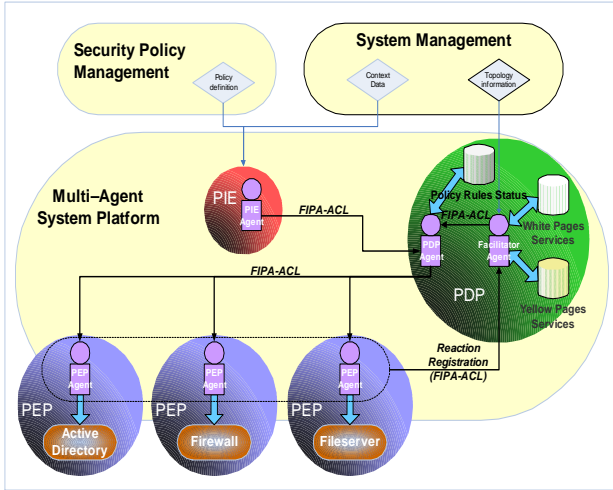 Security Policy
Management
System Management
Policy
definition
Context
Data
Topology
information
Multi–Agent
System Platform
PIE
PIE
Agent
FIPA-ACL
Policy Rules Status
FIPA-ACL
White Pages
Services
PDP
Agent
Facilitator
Agent
FIPA-ACL
PDP
Yellow Pages
Services
Reaction
Registration
(FIPA-ACL)
PEP
Agent
PEP
Agent
PEP
Agent
PEP
PEP
PEP
Active
Directory
Firewall
Fileserver